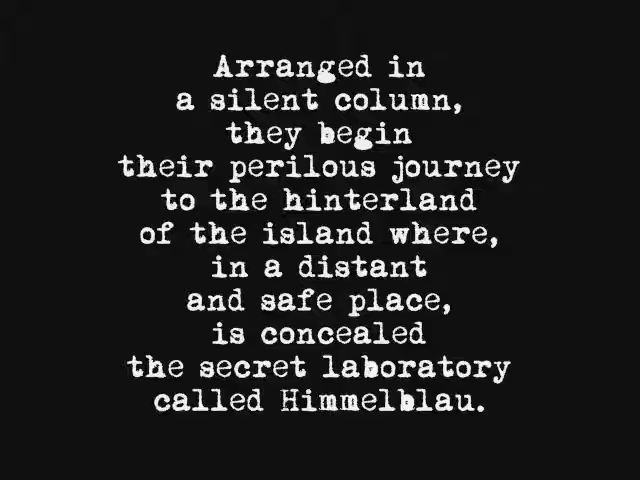 Arranged in
a silent column,
they begin
their perilous journey
to the hinterland
of the island where,
in a distant
and safe place,
is concealed
the secret laboratory
called Himmelblau.